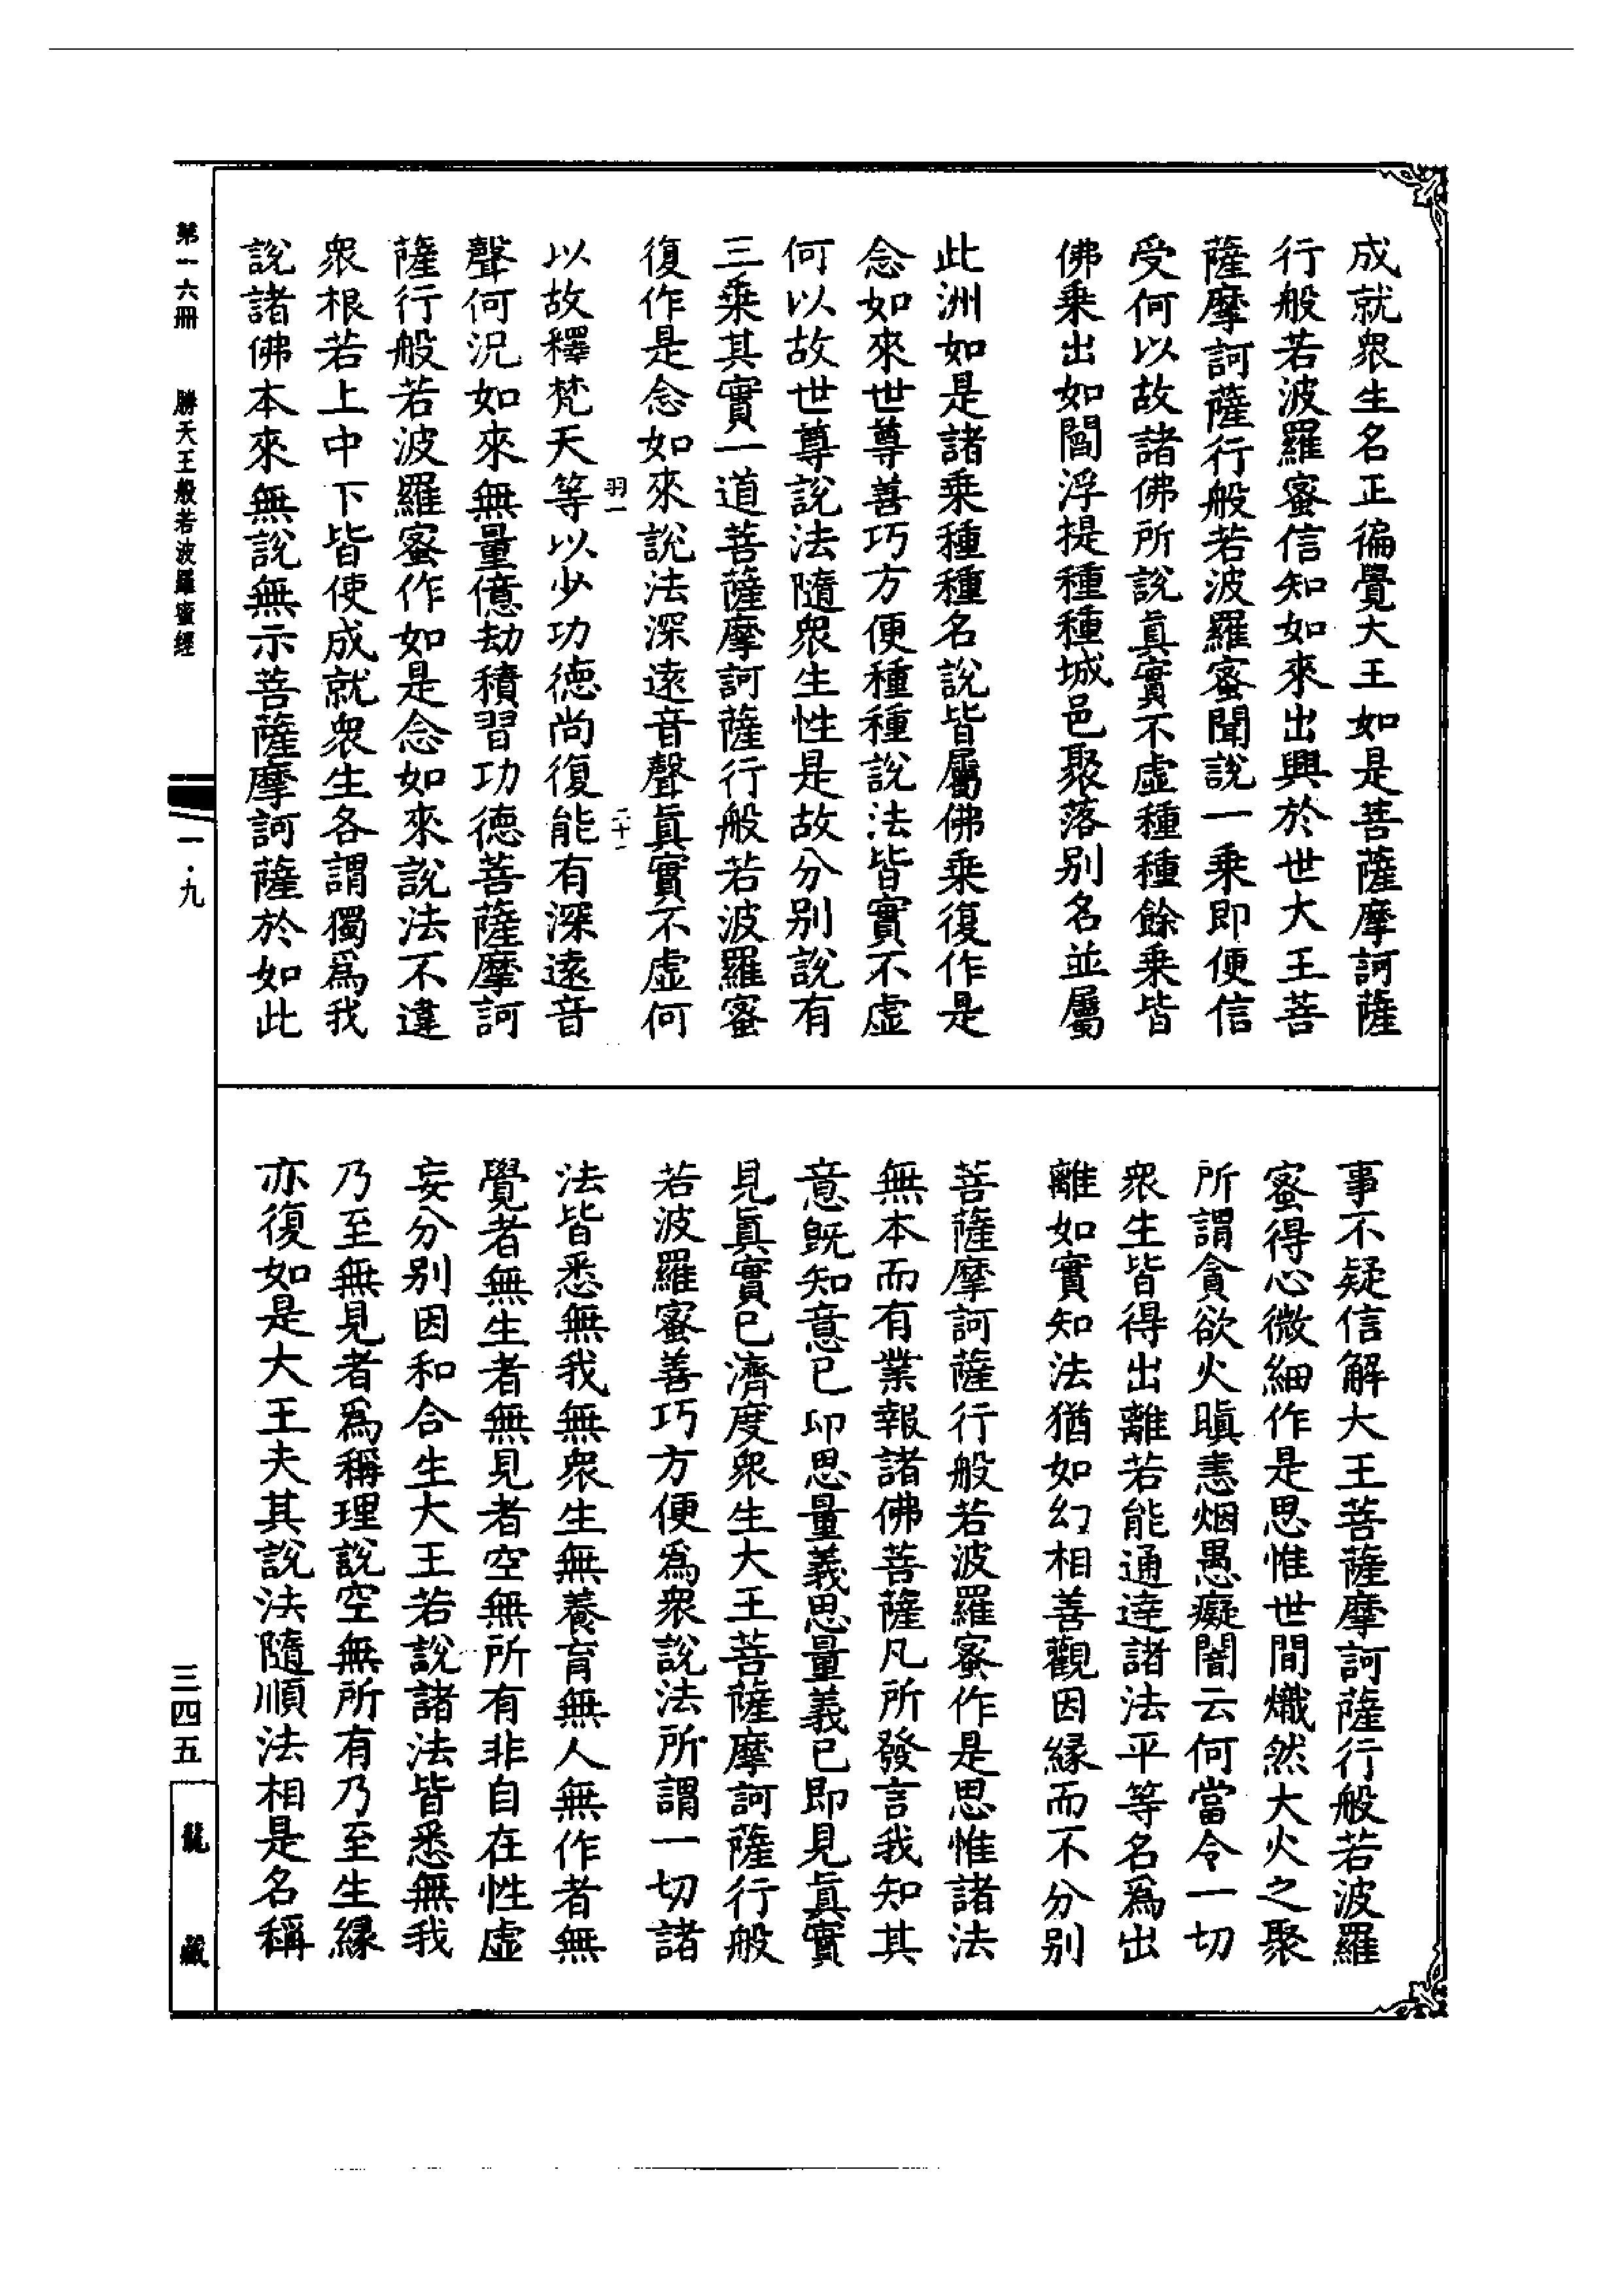 成就衆生名正徧覺大王如是菩薩摩訶薩
行般若波羅蜜信知如來出興於世大王菩
薩摩訶薩行般若波羅蜜聞說一乘即便信
受何以故諸佛所說眞實不虛種種餘乘皆
佛乘出如閻浮提種種城邑聚落别名並屬
此洲如是諸乘種種名說皆屬佛乘復作是
念如來世尊善巧方便種種說法皆實不虛
何以故世尊說法隨衆生性是故分别說有
三乘其實一道菩薩摩訶薩行般若波羅蜜
復作是念如來說法深遠音聲眞實不虛何
羽一
二十一
以故釋梵天等以少功德尚復能有深遠音
聲何況如來無量億劫積習功德菩薩摩訶
薩行般若波羅蜜作如是念如來說法不違
衆根若上中下皆使成就衆生各謂獨爲我
說諸佛本來無說無示菩薩摩訶薩於如此
事不疑信解大王菩薩摩訶薩行般若波羅
蜜得心微細作是思惟世間熾然大火之聚
所謂貪欲火瞋恚烟愚癡闇云何當令一切
衆生皆得出離若能通達諸法平等名爲出
離如實知法猶如幻相善觀因緣而不分别
菩薩摩訶薩行般若波羅蜜作是思惟諸法
無本而有業報諸佛菩薩凡所發言我知其
意旣知意已卽思量義思量義已即見眞實
見眞實已濟度衆生大王菩薩摩訶薩行般
若波羅蜜善巧方便爲衆說法所謂一切諸
法皆悉無我無衆生無養育無人無作者無
覺者無生者無見者空無所有非自在性虛
妄分别因和合生大王若說諸法皆悉無我
乃至無見者爲稱理說空無所有乃至生緣
亦復如是大王夫其說法隨順法相是名稱
第一六冊　勝天王般若波羅蜜經
一·九
三四五
龍藏